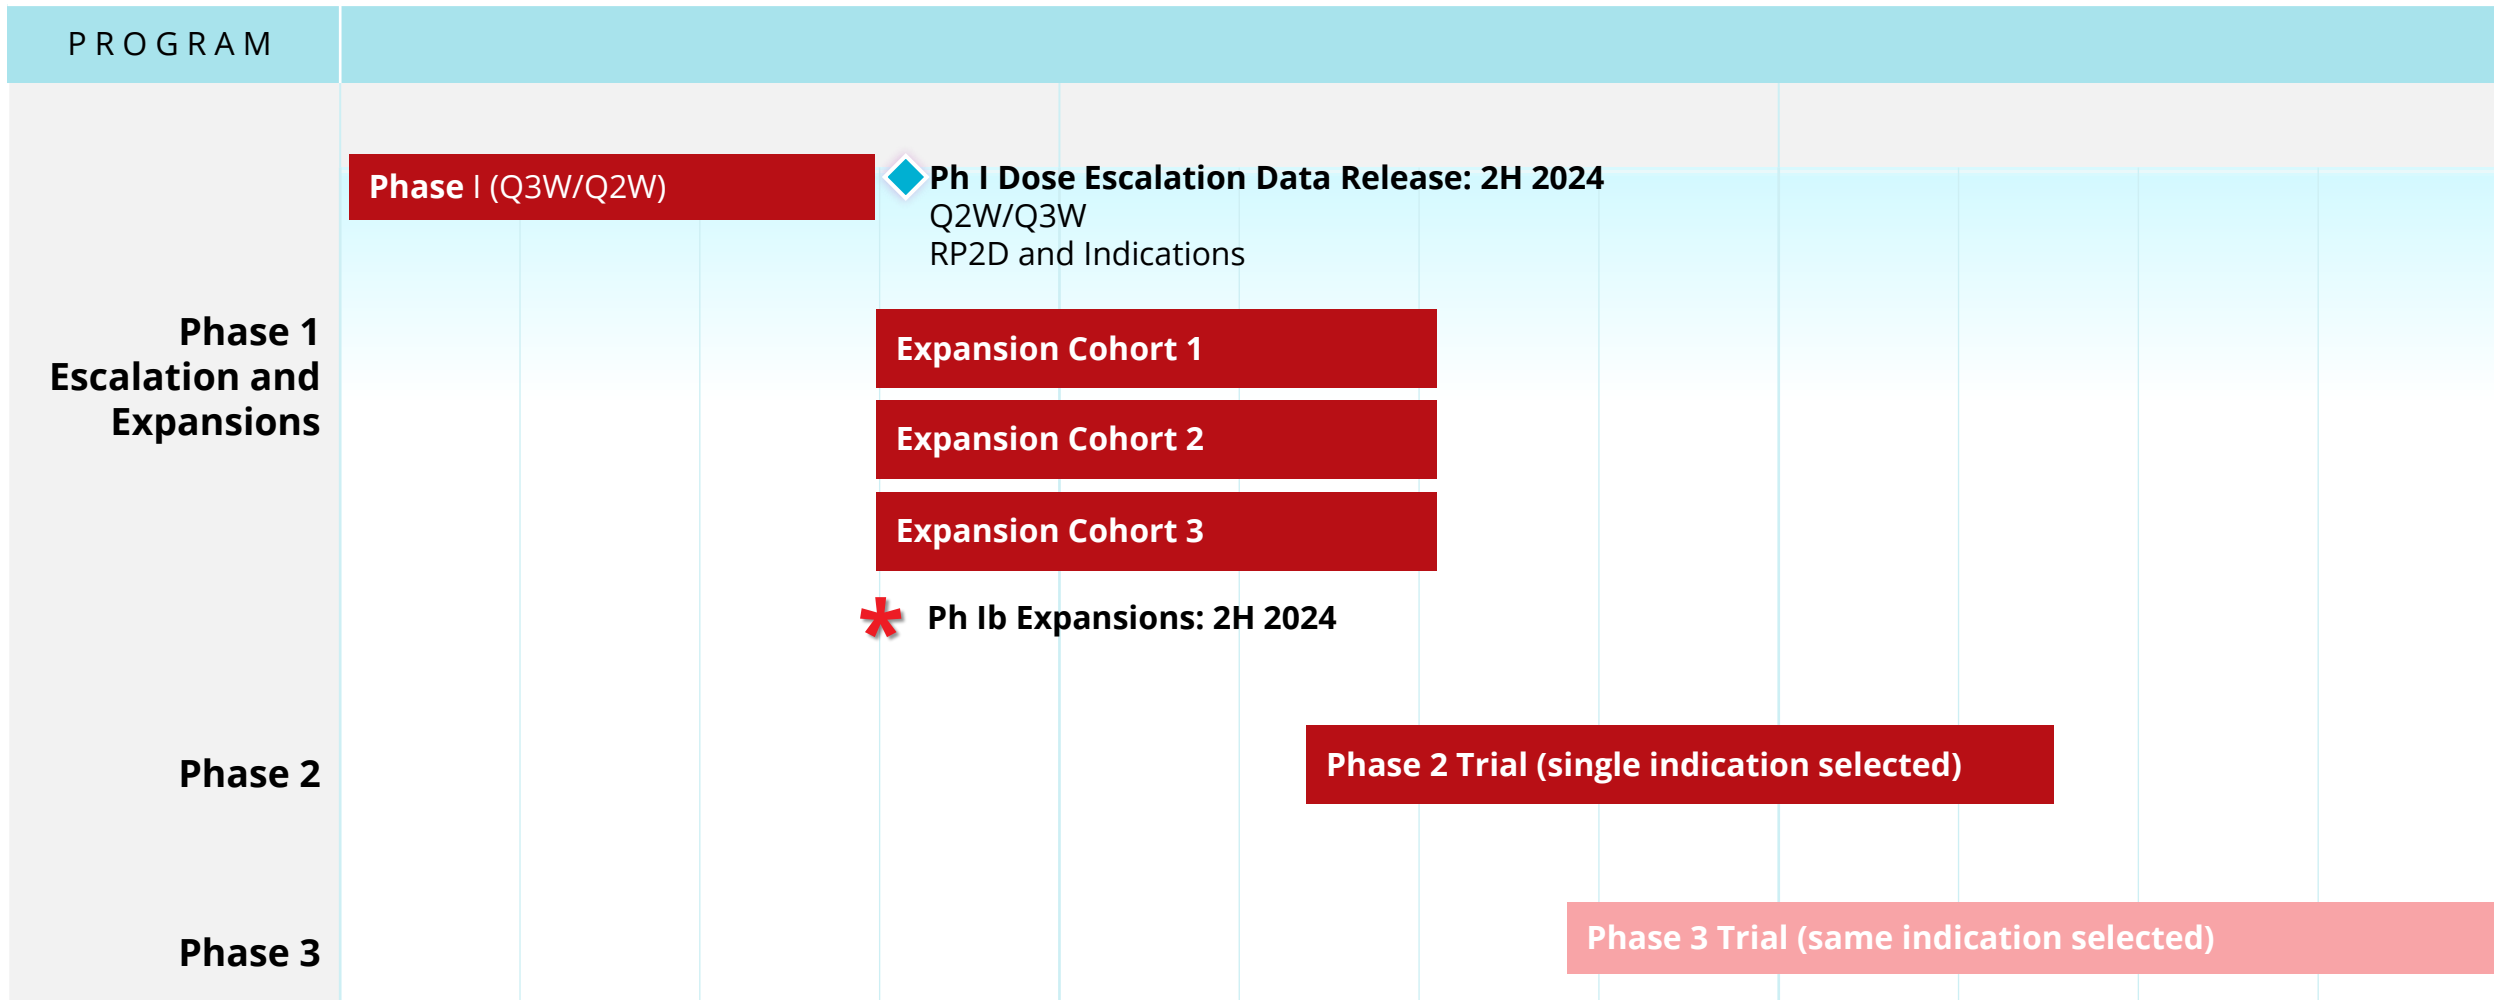 PROGRAM
Phase I (Q3W/Q2W)
Ph I Dose Escalation Data Release: 2H 2024
Q2W/Q3W
RP2D and Indications
Phase 1
Escalation and
Expansions
Expansion Cohort 1
Expansion Cohort 2
Expansion Cohort 3
* Ph Ib Expansions: 2H 2024
Phase 2
Phase 2 Trial (single indication selected)
Phase 3
Phase 3 Trial (same indication selected)